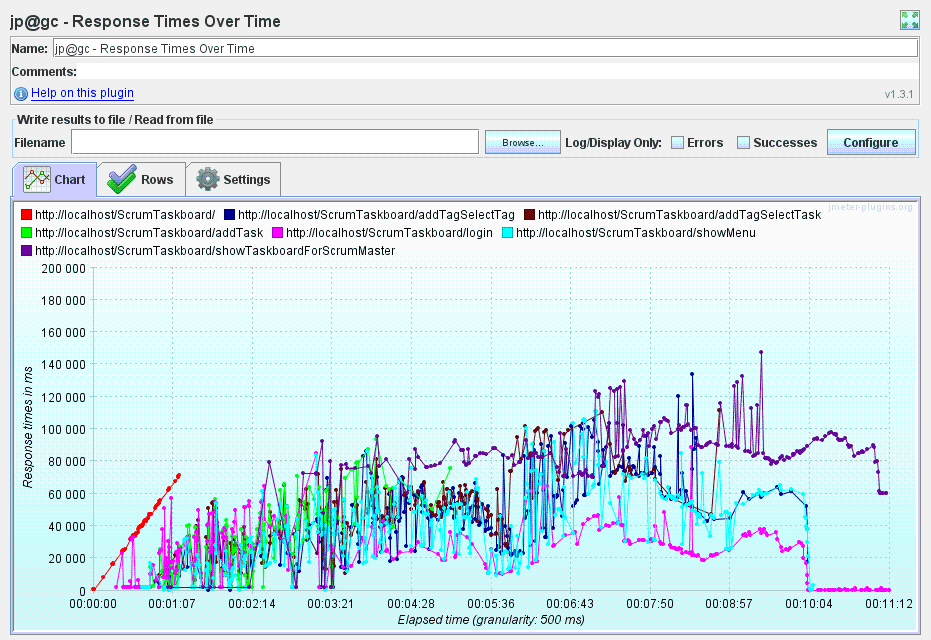 jp@gc - Response Times Over Time
Name: jp@gc - Response Times Over Time
Comments:
Help on this plugin v1.3.1
Write results to file / Read from file
Filename Browse... Log/Display Only: Errors Successes Configure
Chart Rows Settings
jmeter-plugins.org
http://localhost/ScrumTaskboard/ http://localhost/ScrumTaskboard/addTagSelectTag http://localhost/ScrumTaskboard/addTagSelectTask
http://localhost/ScrumTaskboard/addTask http://localhost/ScrumTaskboard/login http://localhost/ScrumTaskboard/showMenu
http://localhost/ScrumTaskboard/showTaskboardForScrumMaster
200 000
180 000
160 000
140 000
120 000
100 000
80 000
60 000
40 000
20 000
0
Response times in ms
00:00:00 00:01:07 00:02:14 00:03:21 00:04:28 00:05:36 00:06:43 00:07:50 00:08:57 00:10:04 00:11:12
Elapsed time (granularity: 500 ms)